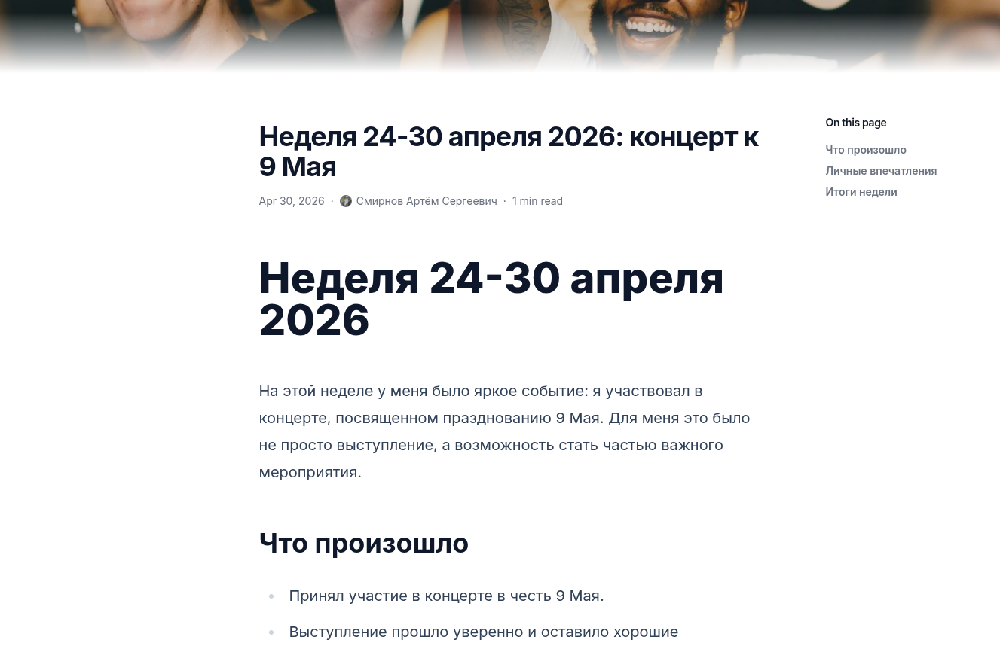 Неделя 24-30 апреля 2026: концерт к
9 Мая
Apr 30, 2026 · Смирнов Артём Сергеевич · 1 min read
On this page
Что произошло
Личные впечатления
Итоги недели
Неделя 24-30 апреля
2026
На этой неделе у меня было яркое событие: я участвовал в
концерте, посвященном празднованию 9 Мая. Для меня это было
не просто выступление, а возможность стать частью важного
мероприятия.
Что произошло
• Принял участие в концерте в честь 9 Мая.
• Выступление прошло уверенно и оставило хорошие